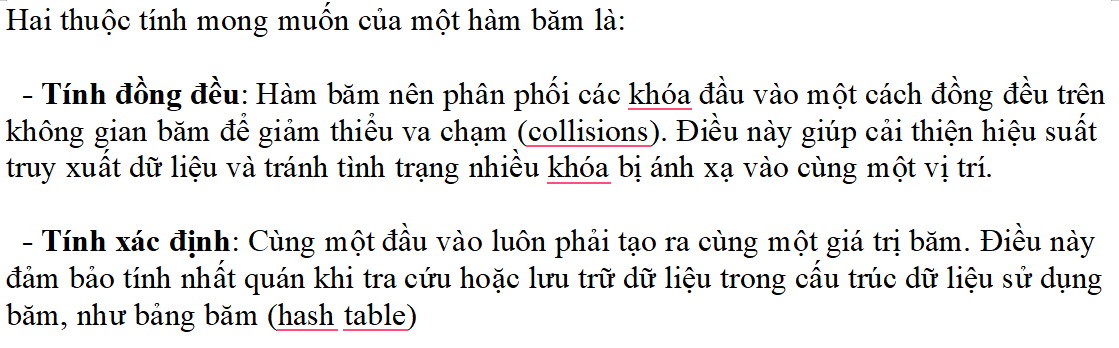 Hai thuộc tính mong muốn của một hàm băm là:
- Tính đồng đều: Hàm băm nên phân phối các khóa đầu vào một cách đồng đều trên
không gian băm để giảm thiểu va chạm (collisions). Điều này giúp cải thiện hiệu suất
truy xuất dữ liệu và tránh tình trạng nhiều khóa bị ánh xạ vào cùng một vị trí.
- Tính xác định: Cùng một đầu vào luôn phải tạo ra cùng một giá trị băm. Điều này
đảm bảo tính nhất quán khi tra cứu hoặc lưu trữ dữ liệu trong cấu trúc dữ liệu sử dụng
băm, như bảng băm (hash table)